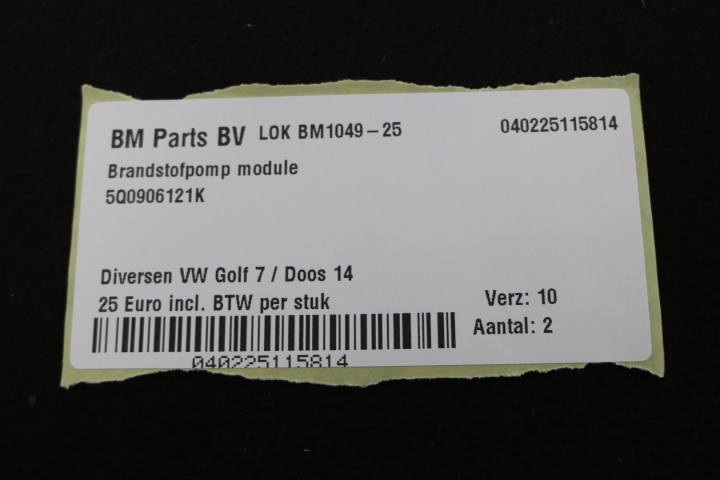 BM Parts BV LOK BM1049-25 040225115814
Brandstofpomp module
5Q0906121K
Diversen VW Golf 7 / Doos 14
25 Euro incl. BTW per stuk
Verz: 10
Aantal: 2
040225115814